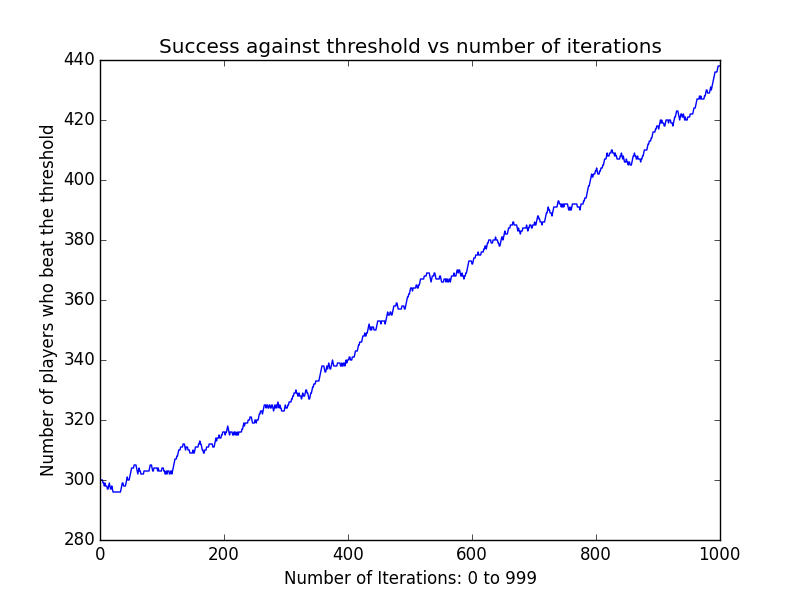 Success against threshold vs number of iterations
Number of players who beat the threshold
440
420
400
380
360
340
320
300
280
0 200 400 600 800 1000
Number of Iterations: 0 to 999